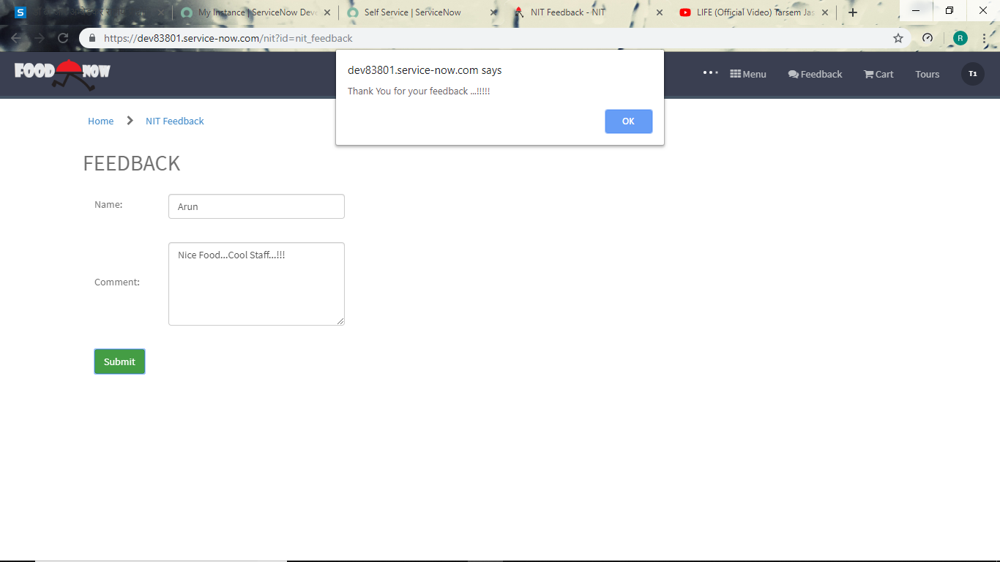 My Instance | ServiceNow Deve
Self Service | ServiceNow
NIT Feedback - NIT
LIFE (Official Video) Tarsem Jas
https://dev83801.service-now.com/nit?id=nit_feedback
R
FOOD NOW
Menu
Feedback
Cart
Tours
T1
dev83801.service-now.com says
Thank You for your feedback ...!!!!!
OK
Home
NIT Feedback
FEEDBACK
Name:
Arun
Comment:
Nice Food...Cool Staff...!!!
Submit